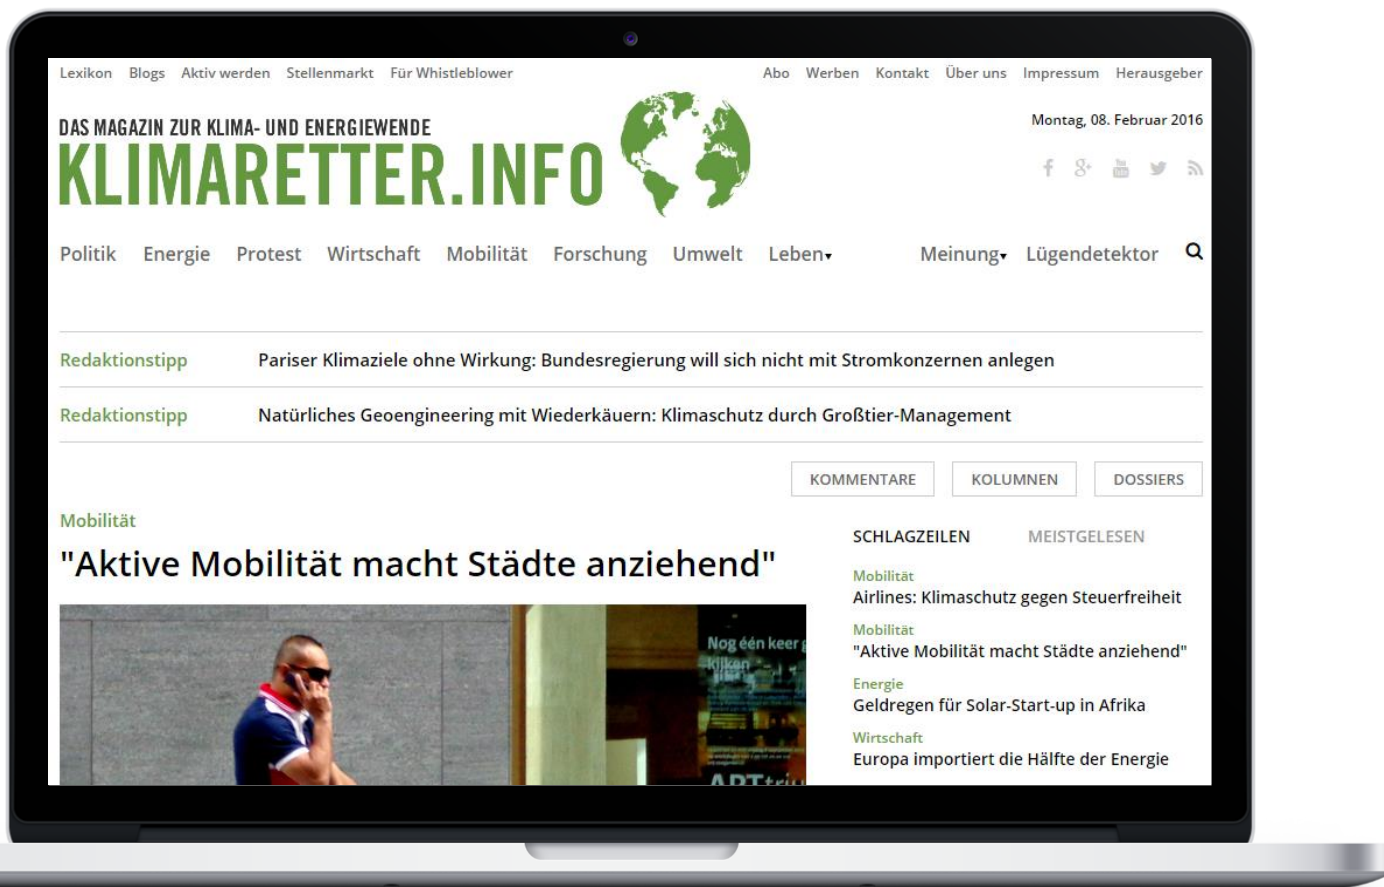 Lexikon Blogs Aktiv werden Stellenmarkt Für Whistleblower Abo Werben Kontakt Über uns Impressum Herausgeber
DAS MAGAZIN ZUR KLIMA- UND ENERGIEWENDE
KLIMARETTER.INFO
Montag, 08. Februar 2016
Politik Energie Protest Wirtschaft Mobilität Forschung Umwelt Leben Meinung Lügendetektor
Redaktionstipp Pariser Klimaziele ohne Wirkung: Bundesregierung will sich nicht mit Stromkonzernen anlegen
Redaktionstipp Natürliches Geoengineering mit Wiederkäuern: Klimaschutz durch Großtier-Management
KOMMENTARE KOLUMNEN DOSSIERS
Mobilität
"Aktive Mobilität macht Städte anziehend"
Nog één keer
kijken
SCHLAGZEILEN MEISTGELESEN
Mobilität
Airlines: Klimaschutz gegen Steuerfreiheit
Mobilität
"Aktive Mobilität macht Städte anziehend"
Energie
Geldregen für Solar-Start-up in Afrika
Wirtschaft
Europa importiert die Hälfte der Energie